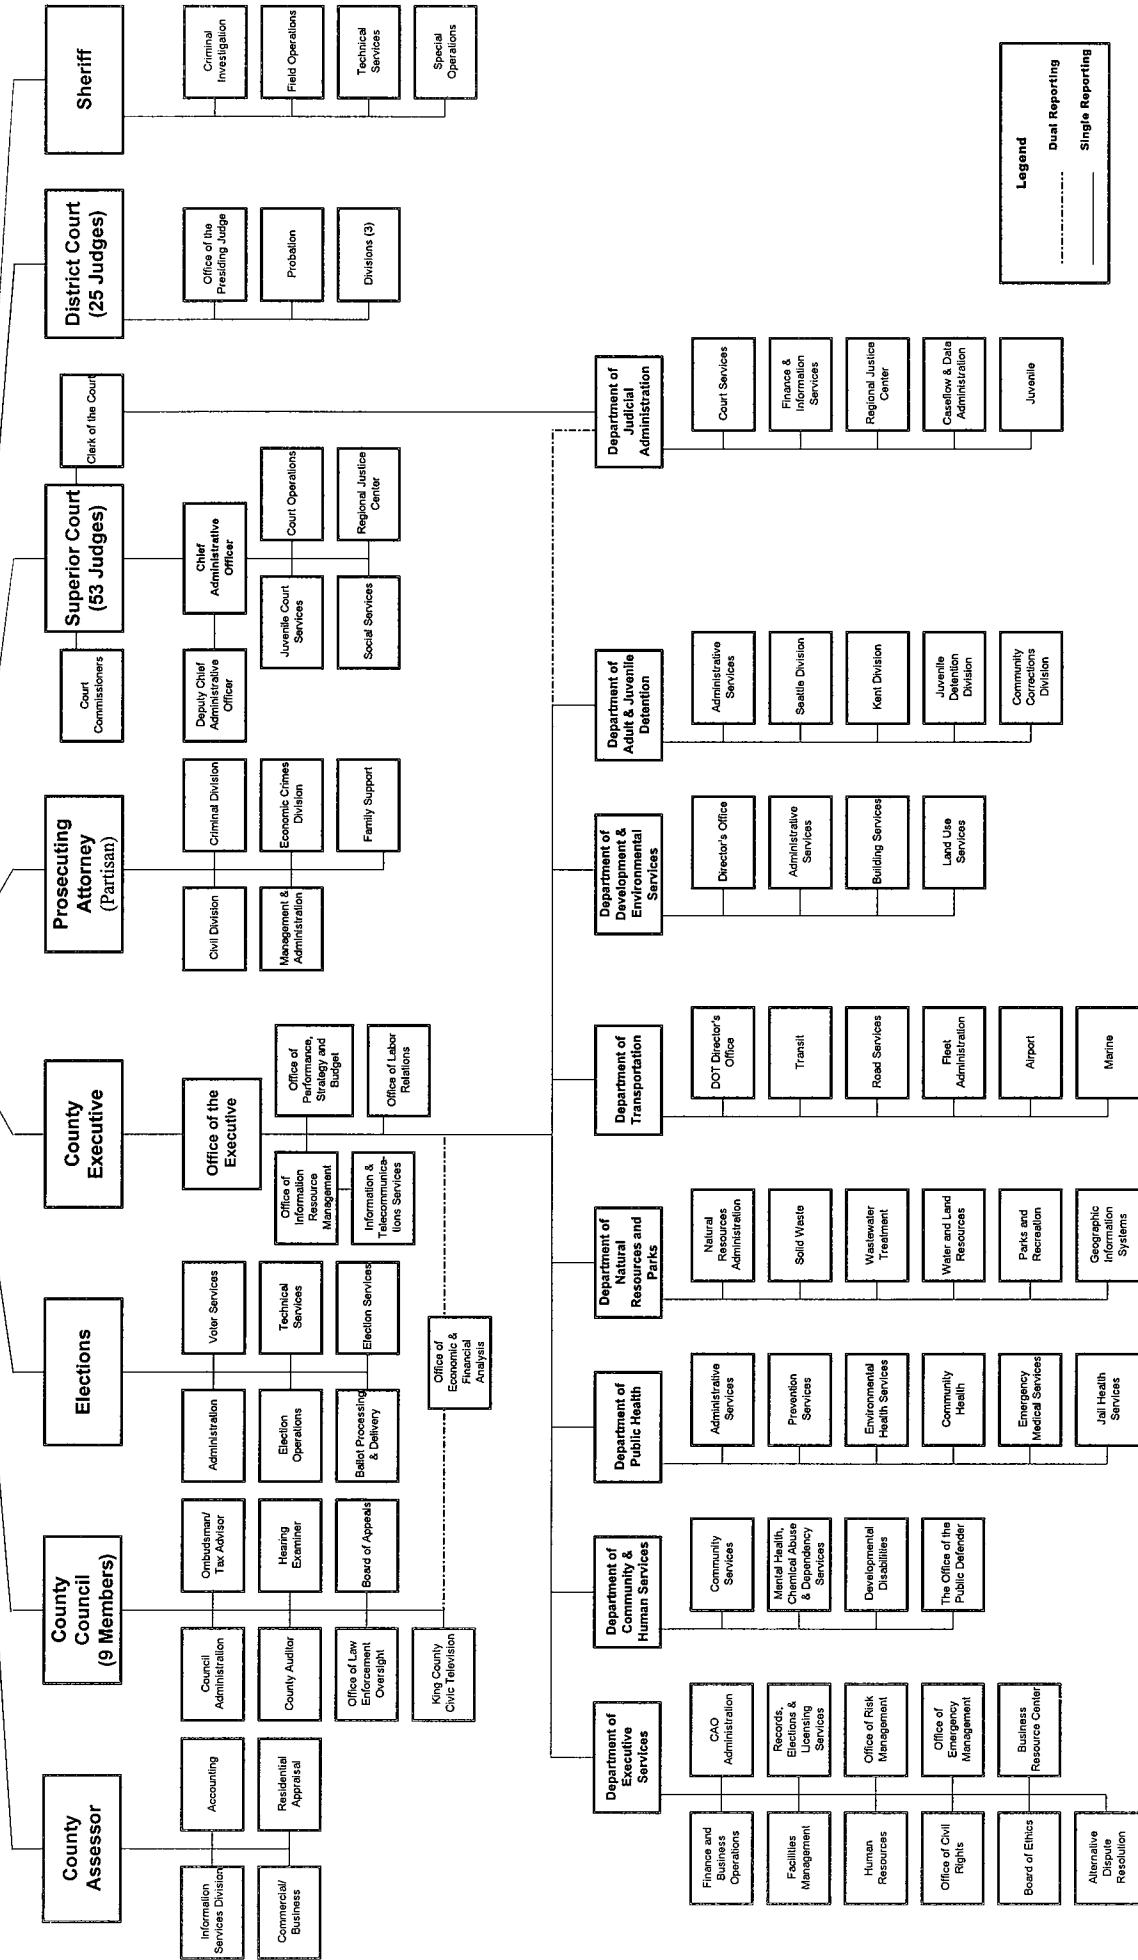 County
Assessor
Information
Services Division
Accounting
Commercial/
Business
Residential
Appraisal
County
Council
(9 Members)
Council
Administration
Ombudsman/
Tax Advisor
County Auditor
Hearing
Examiner
Office of Law
Enforcement
Oversight
Board of Appeals
King County
Civic Television
Elections
Administration
Voter Services
Election
Operations
Technical
Services
Ballot Processing
& Delivery
Election Services
Office of
Economic &
Financial
Analysis
County
Executive
Office of the
Executive
Office of
Information
Resource
Management
Office of
Performance,
Strategy and
Budget
Information &
Telecommunica-
tions Services
Office of Labor
Relations
Prosecuting
Attorney
(Partisan)
Civil Division
Criminal Division
Management &
Administration
Economic Crimes
Division
Family Support
Court
Commissioners
Superior Court
(53 Judges)
Clerk of the Court
Deputy Chief
Administrative
Officer
Chief
Administrative
Officer
Juvenile Court
Services
Court Operations
Social Services
Regional Justice
Center
District Court
(25 Judges)
Office of the
Presiding Judge
Probation
Divisions (3)
Sheriff
Criminal
Investigation
Field Operations
Technical
Services
Special
Operations
Department of
Executive
Services
Finance and
Business
Operations
CAO
Administration
Facilities
Management
Records,
Elections &
Licensing
Services
Human
Resources
Office of Risk
Management
Office of Civil
Rights
Office of
Emergency
Management
Board of Ethics
Business
Resource Center
Alternative
Dispute
Resolution
Department of
Community &
Human Services
Community
Services
Mental Health,
Chemical Abuse
& Dependency
Services
Developmental
Disabilities
The Office of the
Public Defender
Department of
Public Health
Administrative
Services
Prevention
Services
Environmental
Health Services
Community
Health
Emergency
Medical Services
Jail Health
Services
Department of
Natural
Resources and
Parks
Natural
Resources
Administration
Solid Waste
Wastewater
Treatment
Water and Land
Resources
Parks and
Recreation
Geographic
Information
Systems
Department of
Transportation
DOT Director's
Office
Transit
Road Services
Fleet
Administration
Airport
Marine
Department of
Development &
Environmental
Services
Director's Office
Administrative
Services
Building Services
Land Use
Services
Department of
Adult & Juvenile
Detention
Administrative
Services
Seattle Division
Kent Division
Juvenile
Detention
Division
Community
Corrections
Division
Department of
Judicial
Administration
Court Services
Finance &
Information
Services
Regional Justice
Center
Caseflow & Data
Administration
Juvenile
Legend
Dual Reporting
Single Reporting